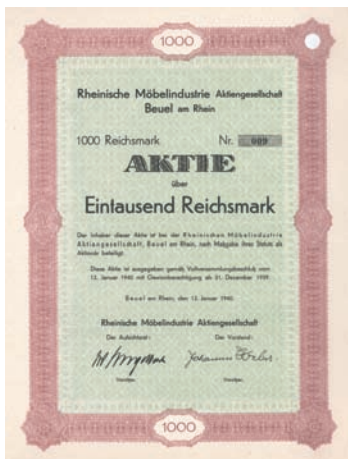 1000
Rheinische Möbelindustrie Aktiengesellschaft
Beuel am Rhein
1000 Reichsmark Nr. 009
AKTIE
über
Eintausend Reichsmark
Der Inhaber dieser Aktie ist bei der Rheinischen Möbelindustrie
Aktiengesellschaft, Beuel am Rhein, nach Maßgabe ihres Statuts als
Aktionär beteiligt.
Diese Aktie ist ausgegeben gemäß Vollversammlungsbeschluß vom
13. Januar 1940 mit Gewinnberechtigung ab 31. Dezember 1939.
Beuel am Rhein, den 13. Januar 1940.
Rheinische Möbelindustrie Aktiengesellschaft
Der Aufsichtsrat: Der Vorstand:
Johannes
Vorsitzer. Vorsitzer.
1000